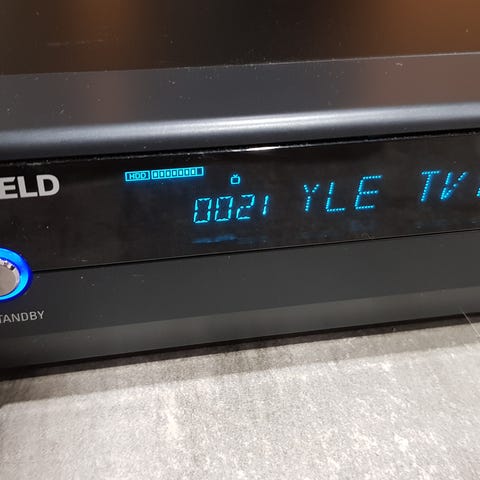 ELD
HDD
0021 YLE TV
TANDBY